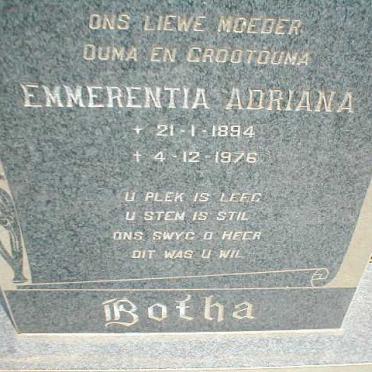 ONS LIEWE MOEDER
OUMA EN GROOTOUMA
EMMERENTIA ADRIANA
+ 21-1-1894
† 4-12-1976
U PLEK IS LEEG
U STEM IS STIL
ONS SWYG O HEER
DIT WAS U WIL
Botha